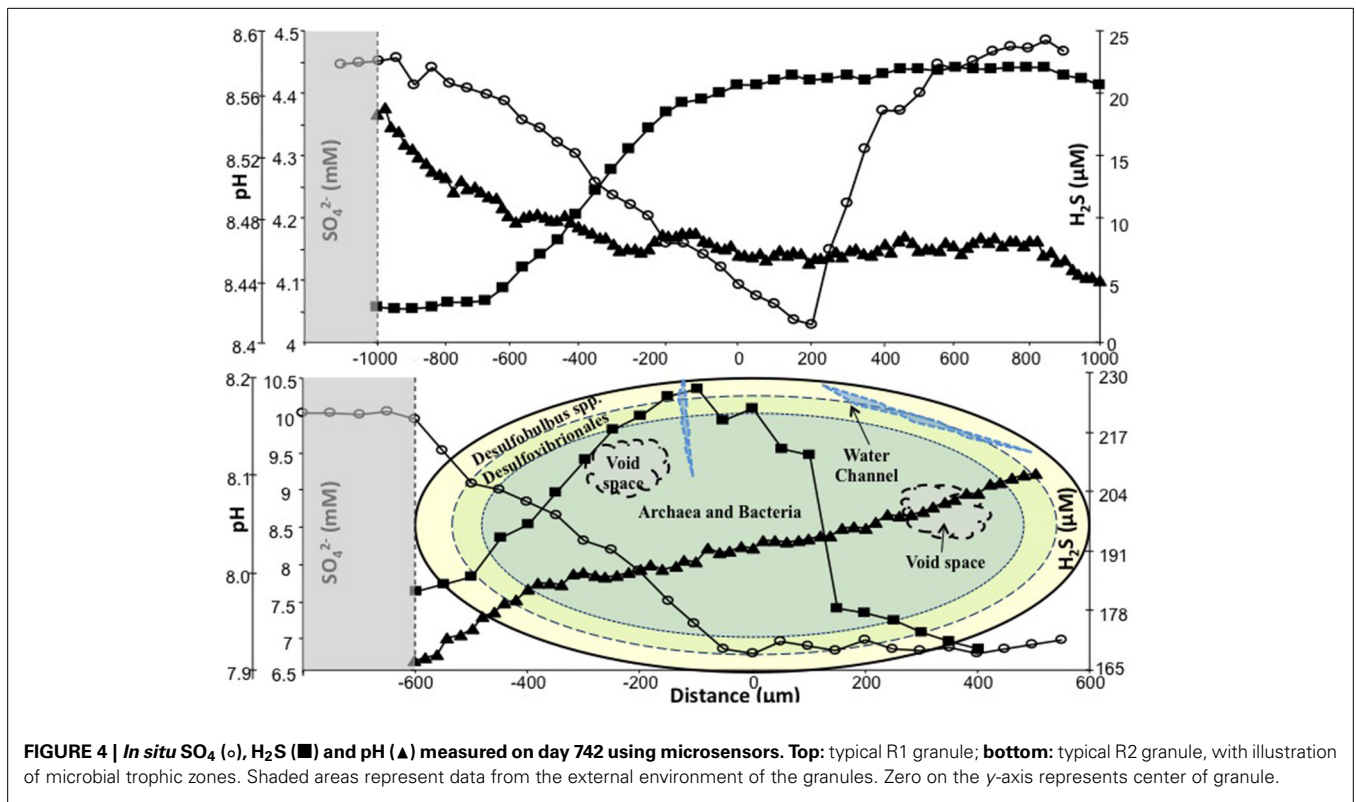 8.6
8.56
8.52
8.48
8.44
8.4
pH
4.5
4.4
4.3
4.2
4.1
4
SO₄²⁻ (mM)
25
20
15
10
5
0
H₂S (μM)
-1000 -800 -600 -400 -200 0 200 400 600 800 1000
8.2
8.1
8.0
7.9
pH
10.5
10
9.5
9
8.5
8
7.5
7
6.5
SO₄²⁻ (mM)
Desulfobulbus spp.
Desulfoxibrionales
Void
space
Archaea and Bacteria
Water
Channel
Void space
230
217
204
191
178
165
H₂S (μM)
-600 -400 -200 0 200 400 600
Distance (μm)
FIGURE 4 | In situ SO₄ (○), H₂S (■) and pH (▲) measured on day 742 using microsensors. Top: typical R1 granule; bottom: typical R2 granule, with illustration
of microbial trophic zones. Shaded areas represent data from the external environment of the granules. Zero on the y-axis represents center of granule.